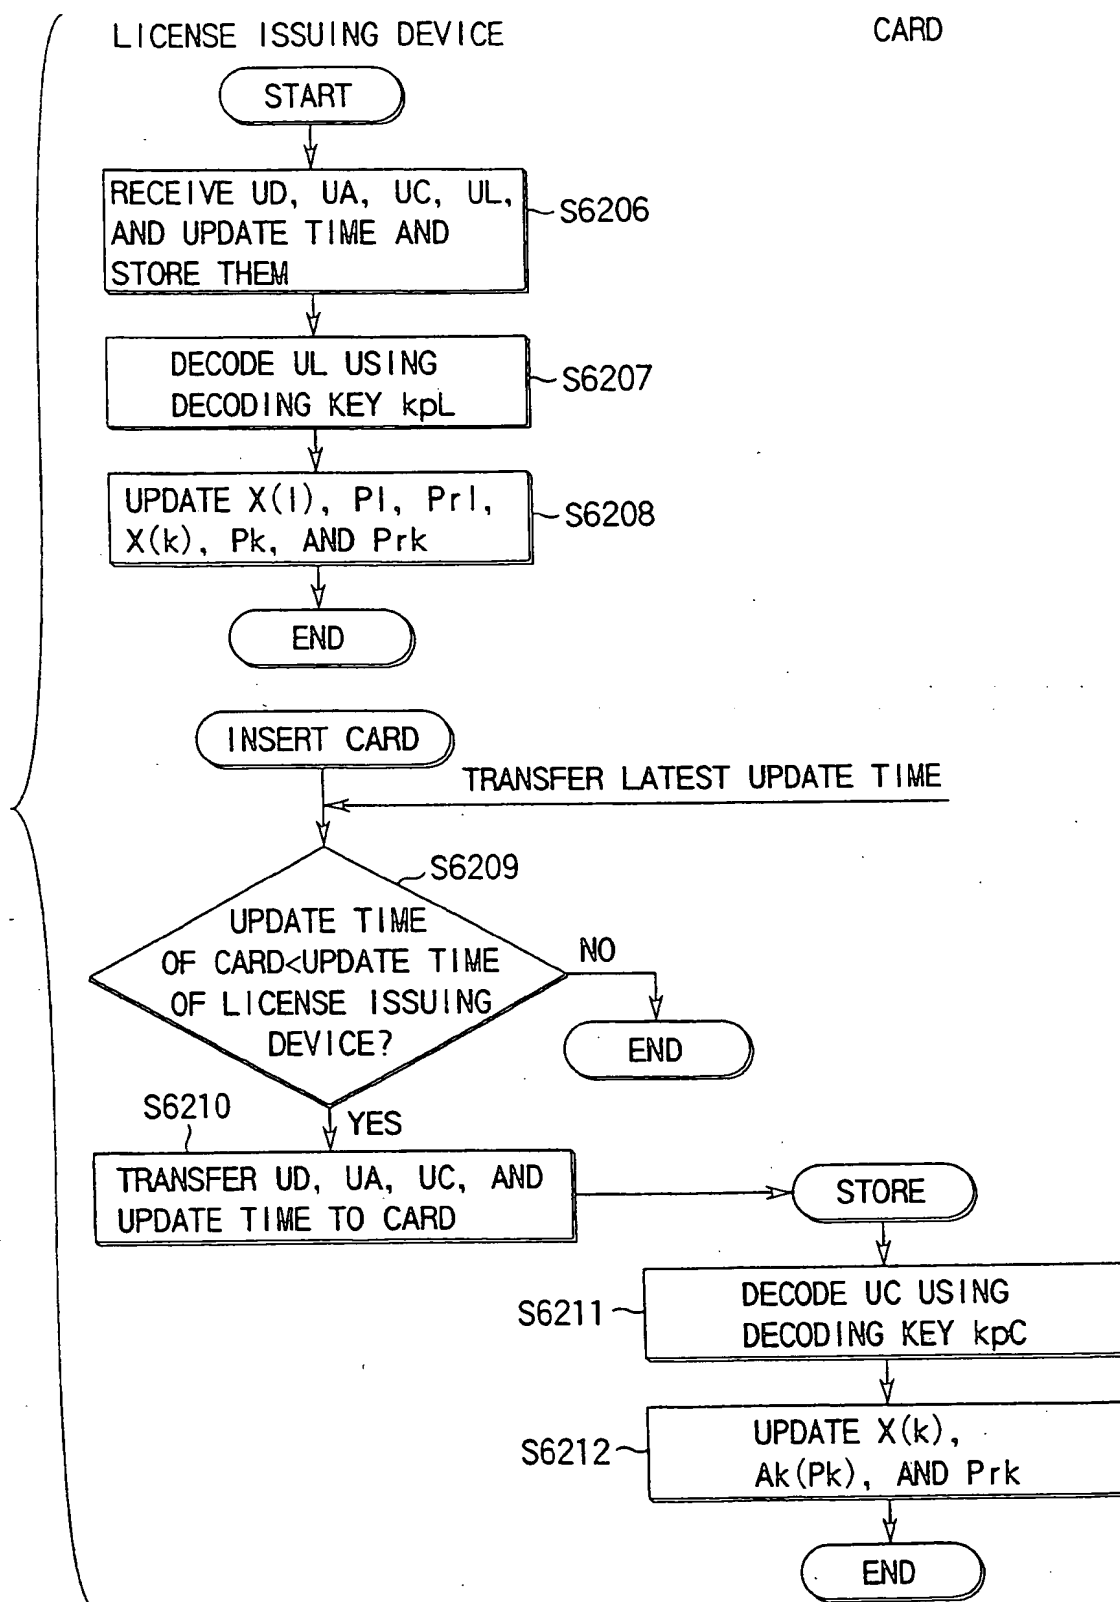 LICENSE ISSUING DEVICE
CARD
START
RECEIVE UD, UA, UC, UL,
AND UPDATE TIME AND
STORE THEM
S6206
DECODE UL USING
DECODING KEY kpL
S6207
UPDATE X(l), Pl, Prl,
X(k), Pk, AND Prk
S6208
END
INSERT CARD
TRANSFER LATEST UPDATE TIME
S6209
UPDATE TIME
OF CARD<UPDATE TIME
OF LICENSE ISSUING
DEVICE?
NO
END
S6210
YES
TRANSFER UD, UA, UC, AND
UPDATE TIME TO CARD
STORE
S6211
DECODE UC USING
DECODING KEY kpC
S6212
UPDATE X(k),
Ak(Pk), AND Prk
END